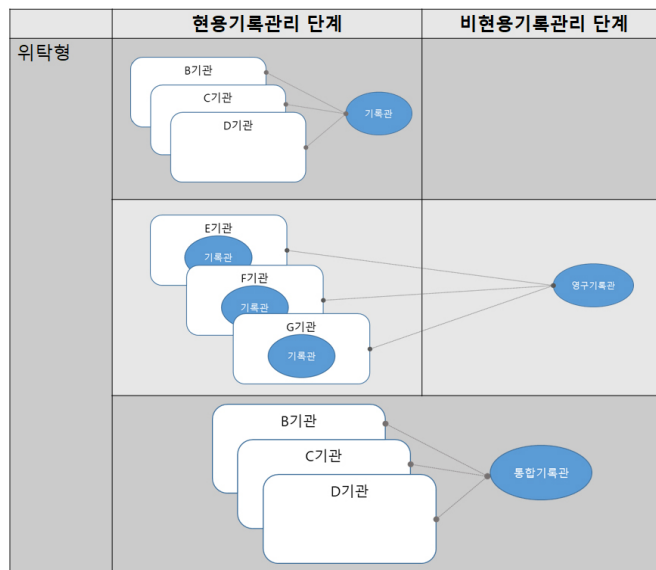 현용기록관리 단계
비현용기록관리 단계
위탁형
B기관
C기관
D기관
기록관
E기관
기록관
F기관
기록관
G기관
기록관
영구기록관
B기관
C기관
D기관
통합기록관